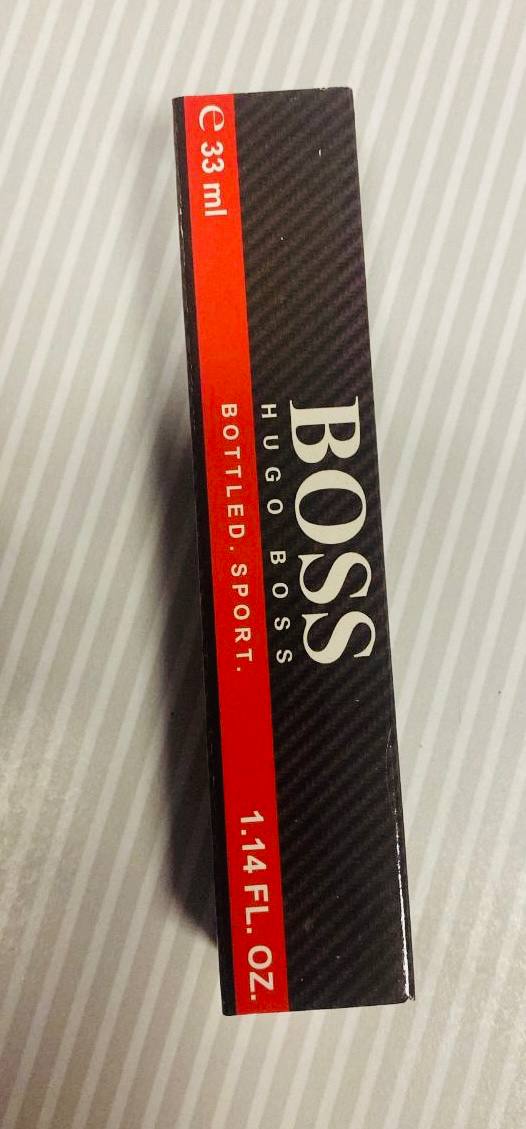 BOSS
HUGO BOSS
BOTTLED. SPORT.
e 33 ml
1.14 FL. OZ.